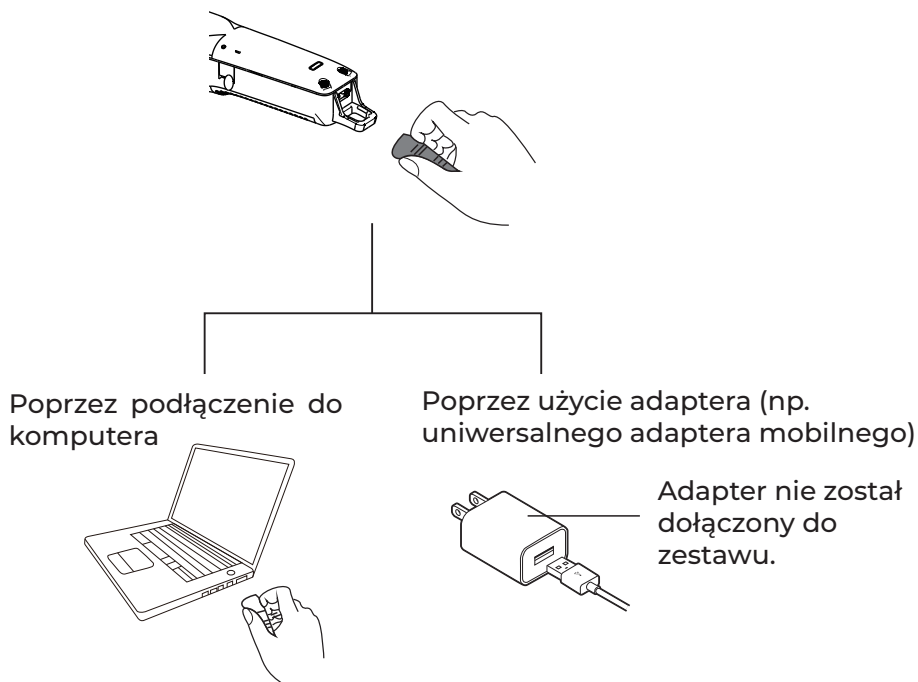 Poprzez podłączenie do
komputera
Poprzez użycie adaptera (np.
uniwersalnego adaptera mobilnego)
Adapter nie został
dołączony do
zestawu.